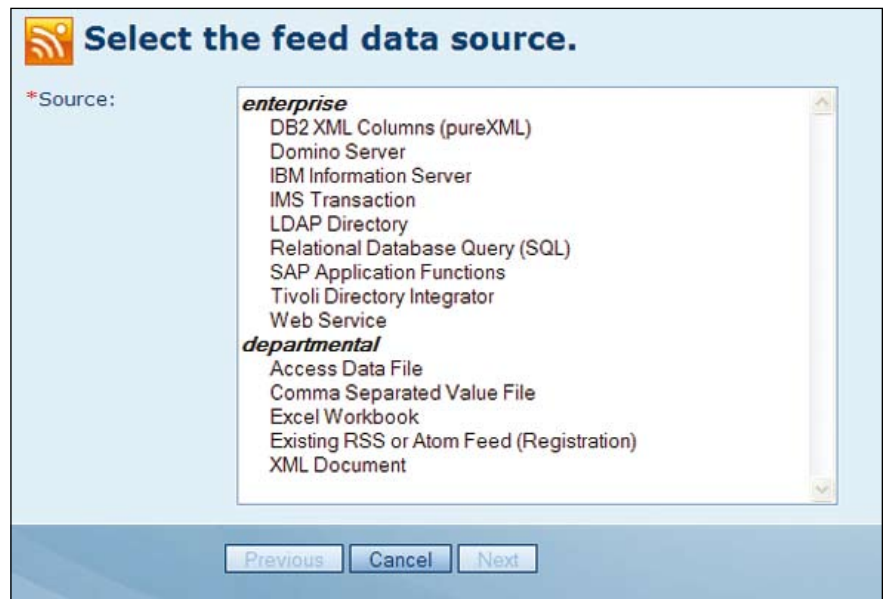 Select the feed data source.
*Source:
enterprise
DB2 XML Columns (pureXML)
Domino Server
IBM Information Server
IMS Transaction
LDAP Directory
Relational Database Query (SQL)
SAP Application Functions
Tivoli Directory Integrator
Web Service
departmental
Access Data File
Comma Separated Value File
Excel Workbook
Existing RSS or Atom Feed (Registration)
XML Document
Previous Cancel Next